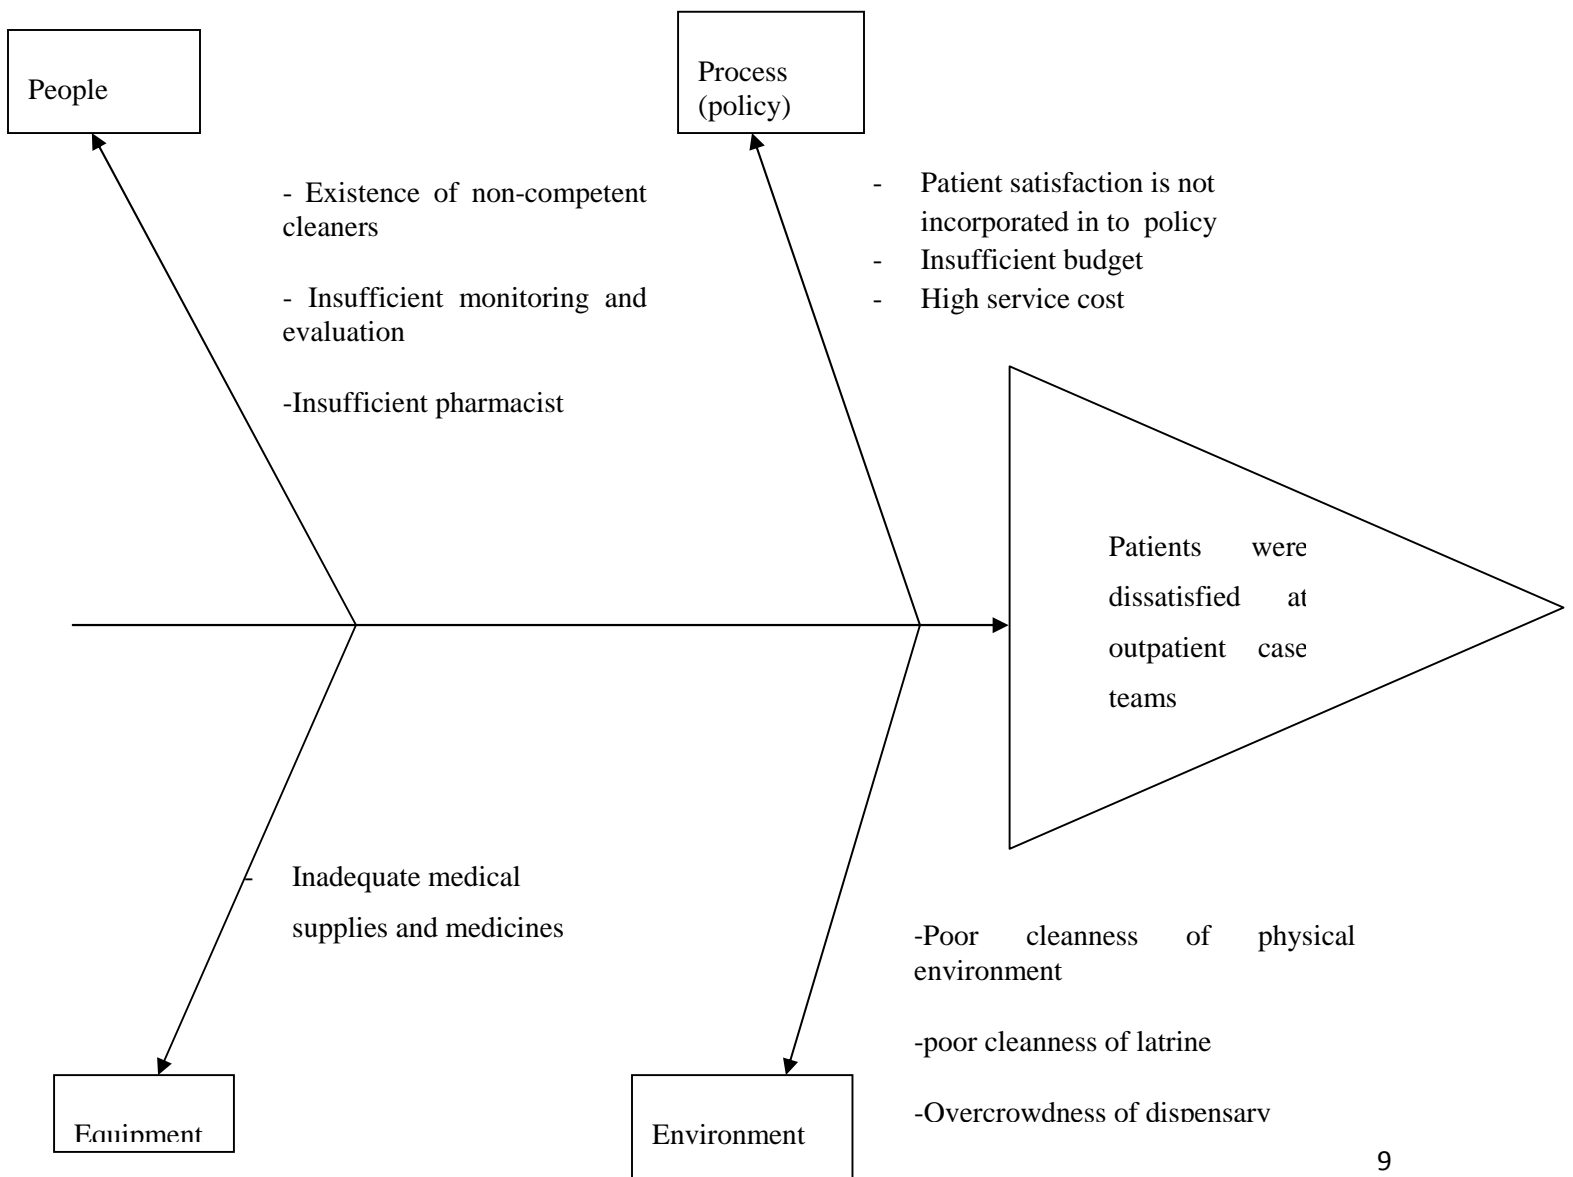 People
Process
(policy)
- Existence of non-competent
cleaners
- Insufficient monitoring and
evaluation
-Insufficient pharmacist
- Patient satisfaction is not
incorporated in to policy
- Insufficient budget
- High service cost
Patients were
dissatisfied at
outpatient case
teams
- Inadequate medical
supplies and medicines
-Poor cleanness of physical
environment
-poor cleanness of latrine
-Overcrowdness of dispensary
Equipment
Environment
9